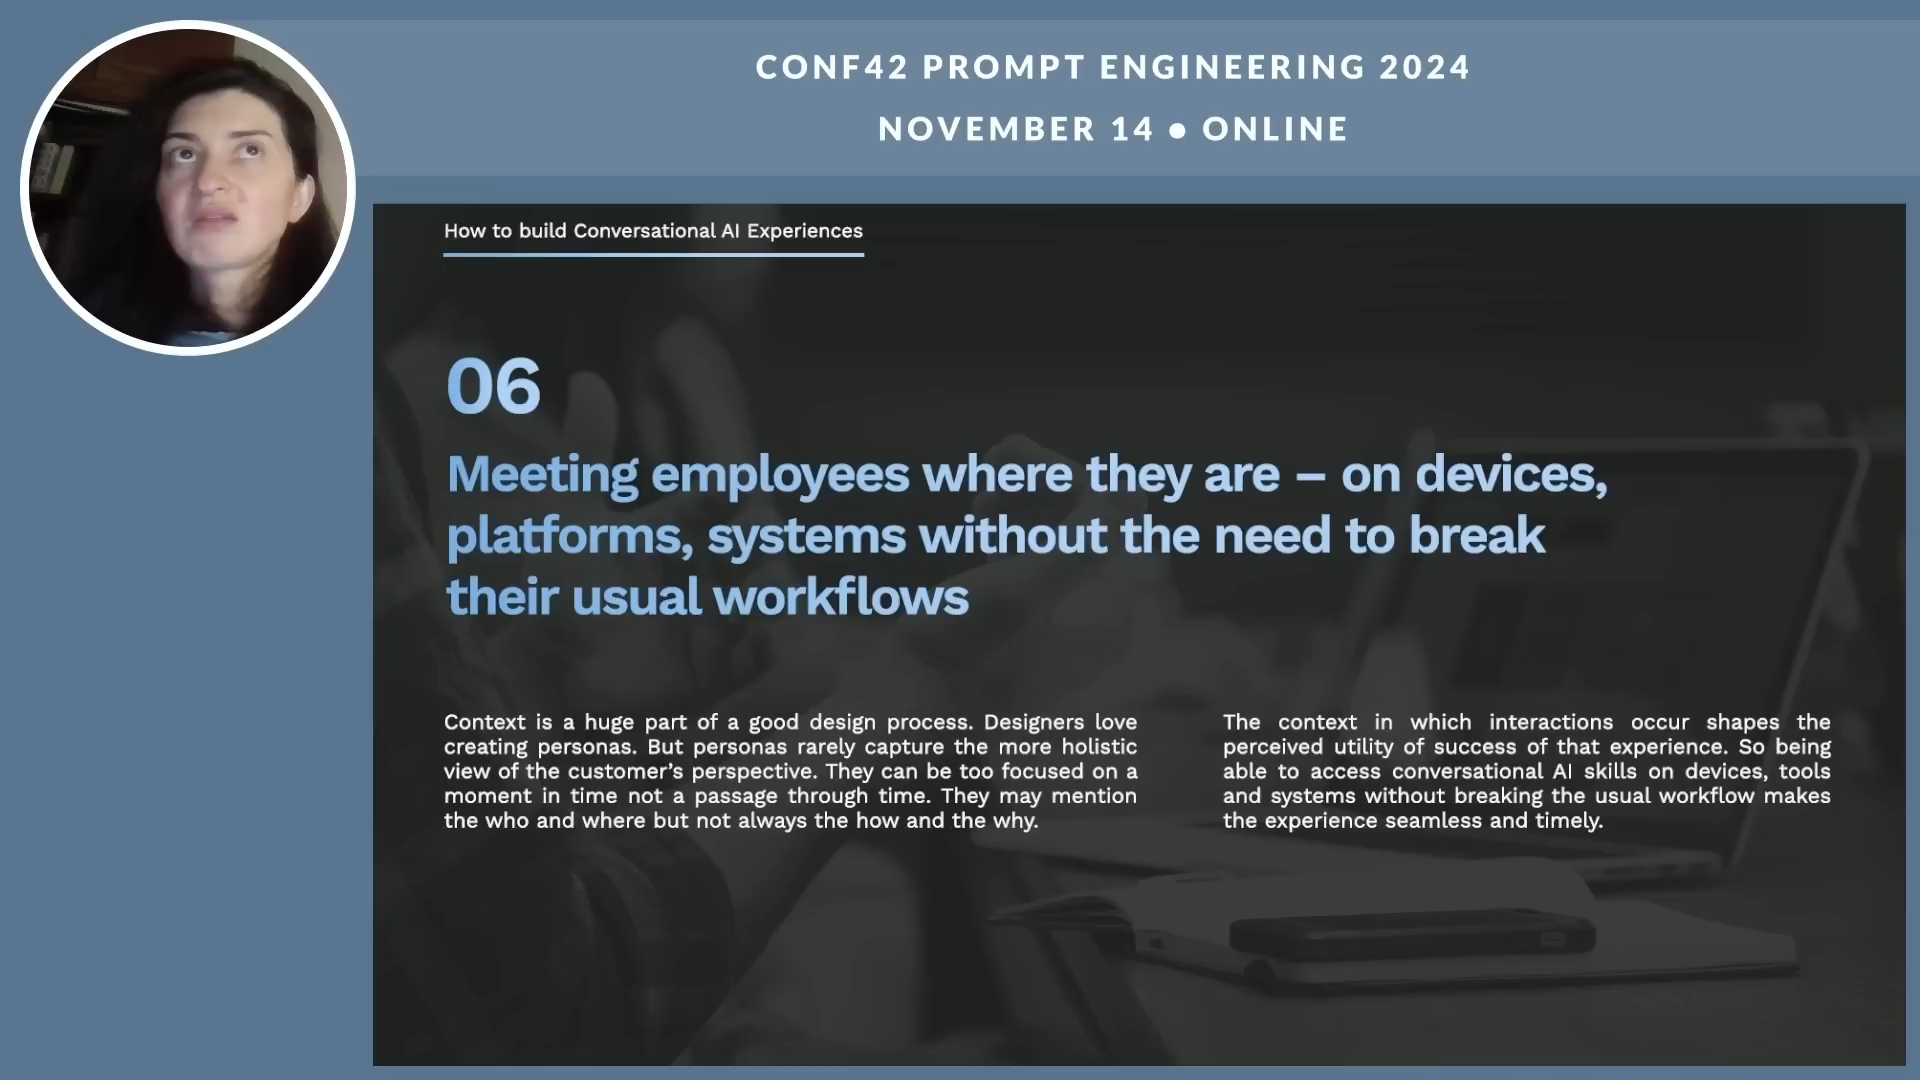 CONF42 PROMPT ENGINEERING 2024
NOVEMBER 14 ● ONLINE
How to build Conversational AI Experiences
06
Meeting employees where they are – on devices,
platforms, systems without the need to break
their usual workflows
Context is a huge part of a good design process. Designers love
creating personas. But personas rarely capture the more holistic
view of the customer’s perspective. They can be too focused on a
moment in time not a passage through time. They may mention
the who and where but not always the how and the why.
The context in which interactions occur shapes the
perceived utility of success of that experience. So being
able to access conversational AI skills on devices, tools
and systems without breaking the usual workflow makes
the experience seamless and timely.